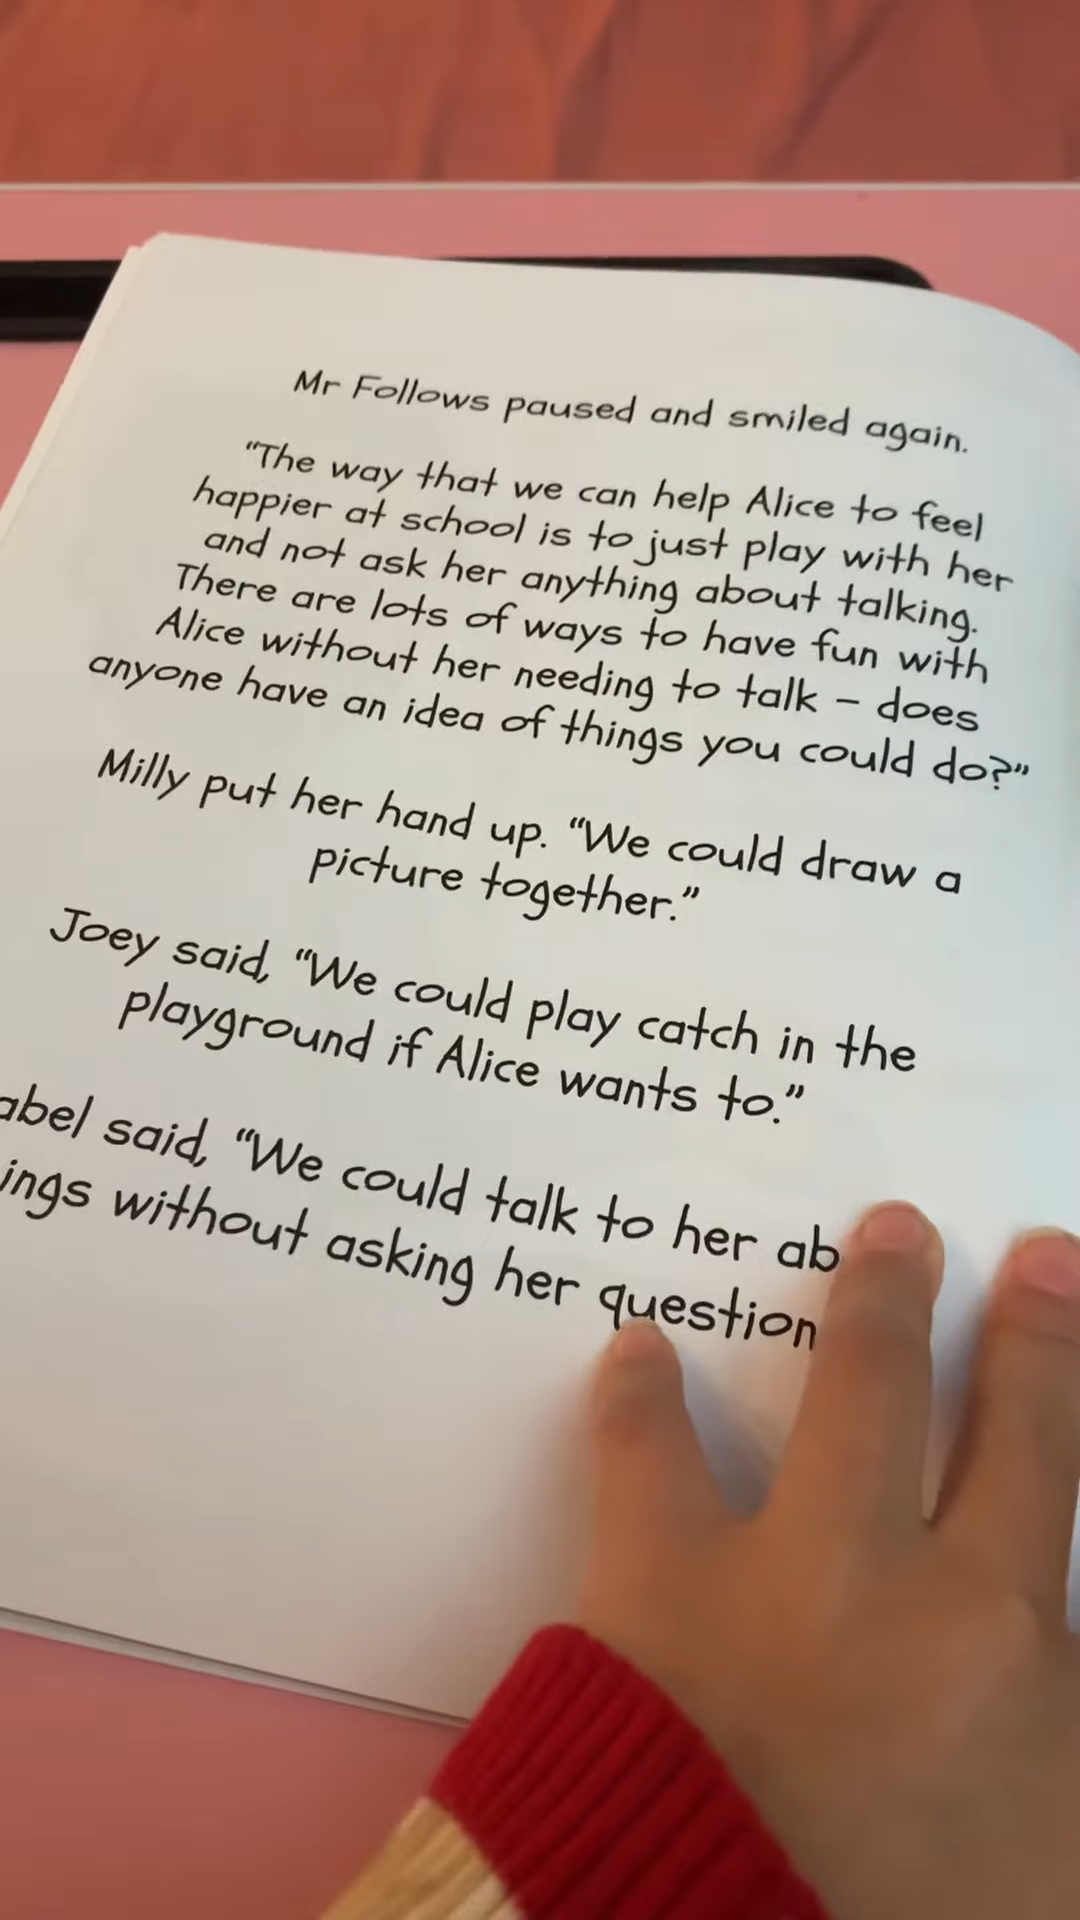 Mr Follows paused and smiled again.
“The way that we can help Alice to feel
happier at school is to just play with her
and not ask her anything about talking.
There are lots of ways to have fun with
Alice without her needing to talk – does
anyone have an idea of things you could do?”
Milly put her hand up. “We could draw a
picture together.”
Joey said, “We could play catch in the
playground if Alice wants to.”
abel said, “We could talk to her ab
ings without asking her question